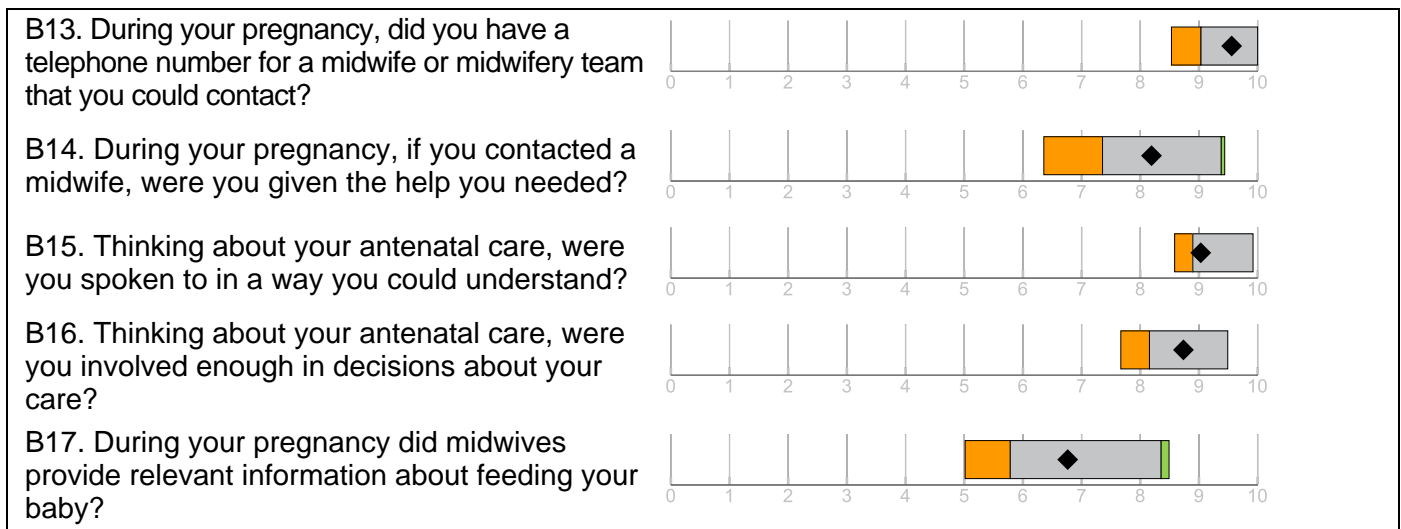 B13. During your pregnancy, did you have a
telephone number for a midwife or midwifery team
that you could contact?
0 1 2 3 4 5 6 7 8 9 10
B14. During your pregnancy, if you contacted a
midwife, were you given the help you needed?
0 1 2 3 4 5 6 7 8 9 10
B15. Thinking about your antenatal care, were
you spoken to in a way you could understand?
0 1 2 3 4 5 6 7 8 9 10
B16. Thinking about your antenatal care, were
you involved enough in decisions about your
care?
0 1 2 3 4 5 6 7 8 9 10
B17. During your pregnancy did midwives
provide relevant information about feeding your
baby?
0 1 2 3 4 5 6 7 8 9 10